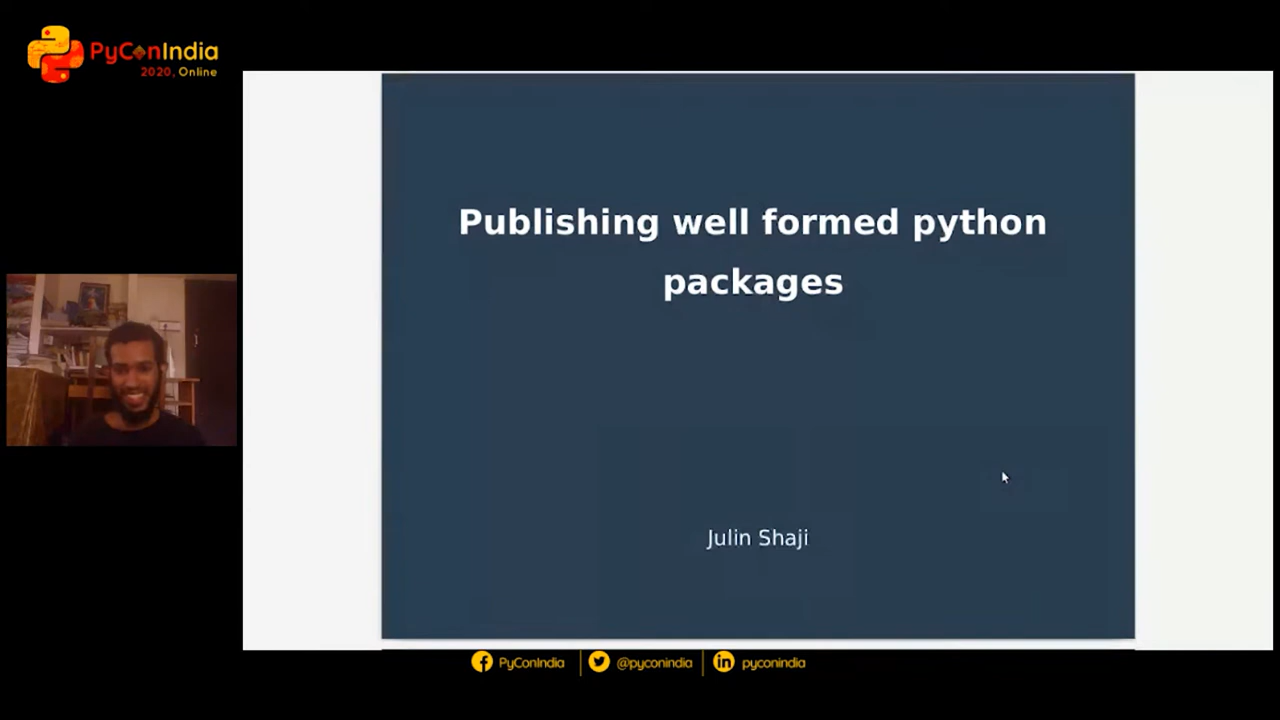 PyConIndia
2020, Online
Publishing well formed python
packages
Julin Shaji
PyConIndia
@pyconindia
pyconindia